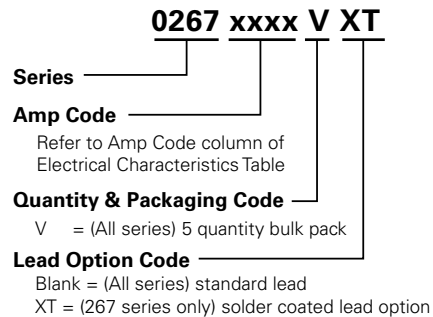 0267 xxxx V XT
Series
Amp Code
Refer to Amp Code column of
Electrical Characteristics Table
Quantity & Packaging Code
V = (All series) 5 quantity bulk pack
Lead Option Code
Blank = (All series) standard lead
XT = (267 series only) solder coated lead option